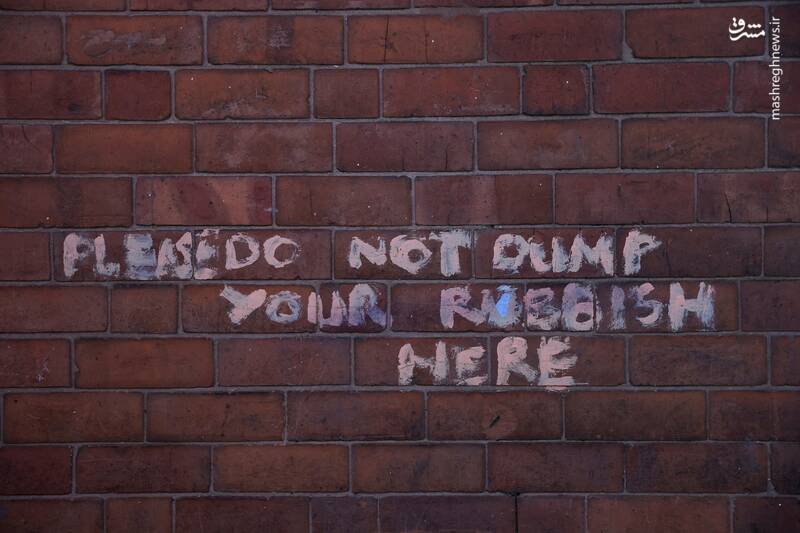 مشرق
mashreghnews.ir
PLEASE DO NOT DUMP
YOUR RUBBISH
HERE